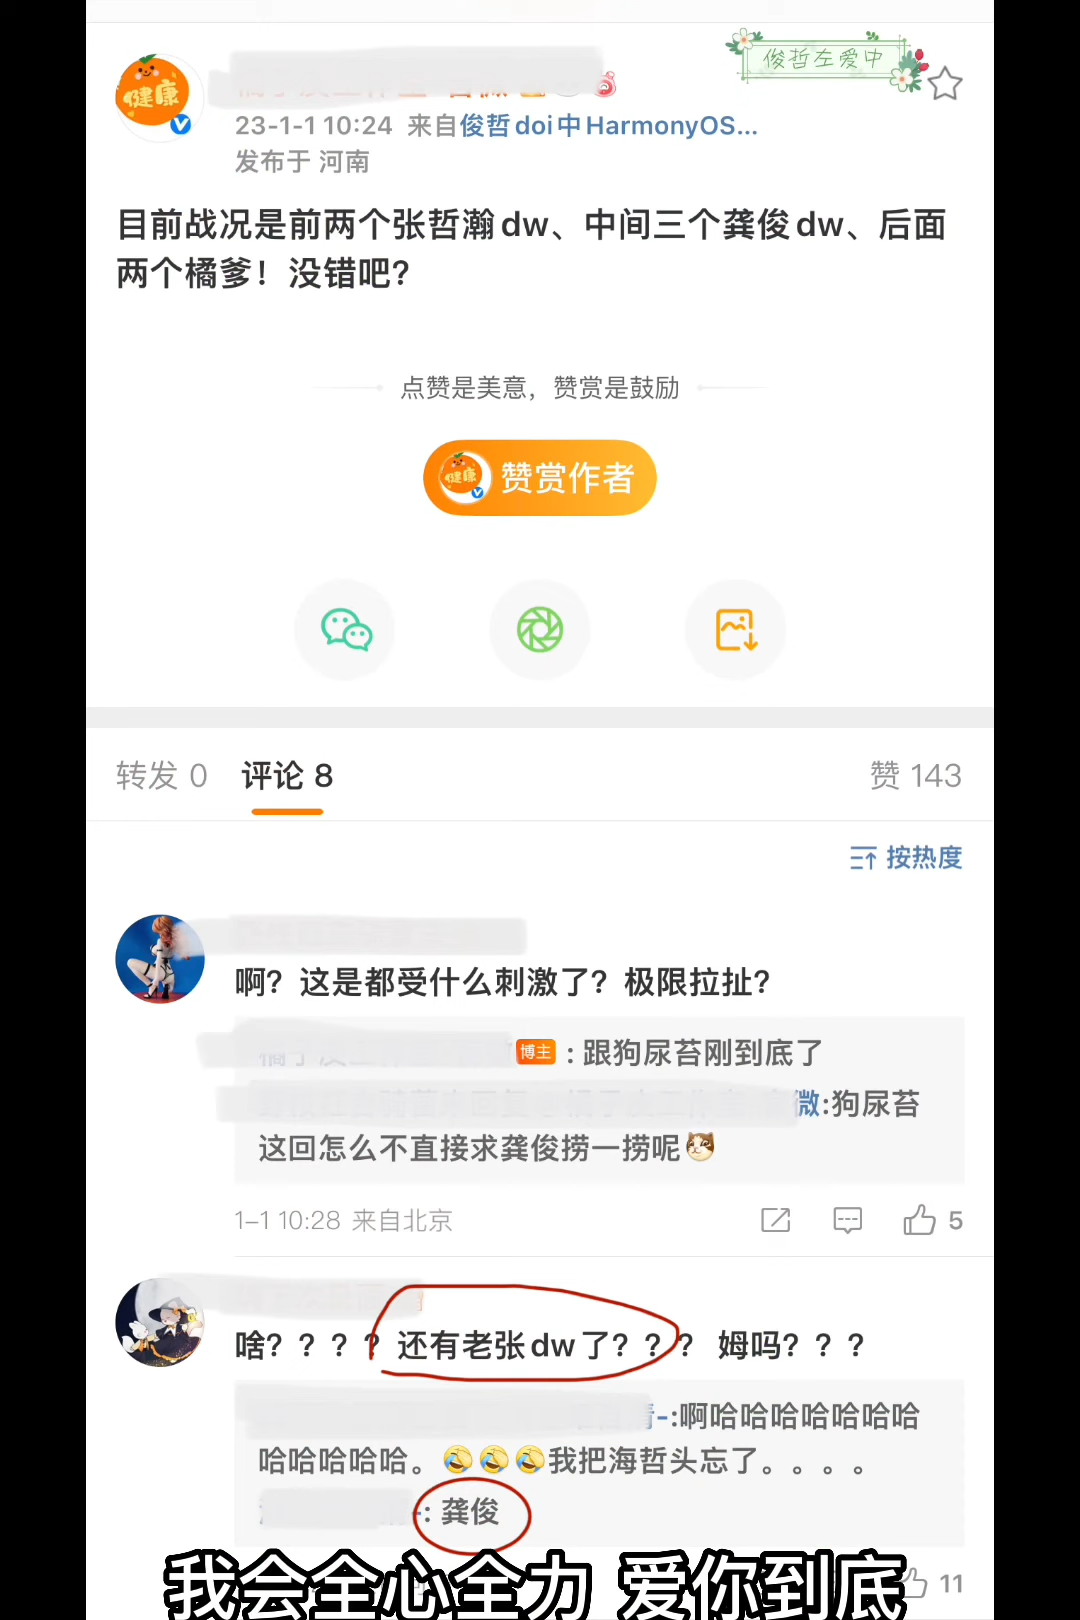 俊哲在爱中
健康
23-1-1 10:24 来自俊哲doi中HarmonyOS...
发布于 河南
目前战况是前两个张哲瀚dw、中间三个龚俊dw、后面
两个橘爹！没错吧？
点赞是美意，赞赏是鼓励
健康 赞赏作者
转发 0 评论 8 赞 143
按热度
啊？这是都受什么刺激了？极限拉扯？
博主：跟狗尿苔刚到底了
微:狗尿苔
这回怎么不直接求龚俊捞一捞呢
1-1 10:28 来自北京 5
啥？？？？还有老张dw了？？？ 姆吗？？？
-:啊哈哈哈哈哈哈哈
哈哈哈哈哈。我把海哲头忘了。。。。
-: 龚俊
11
我会全心全力 爱你到底